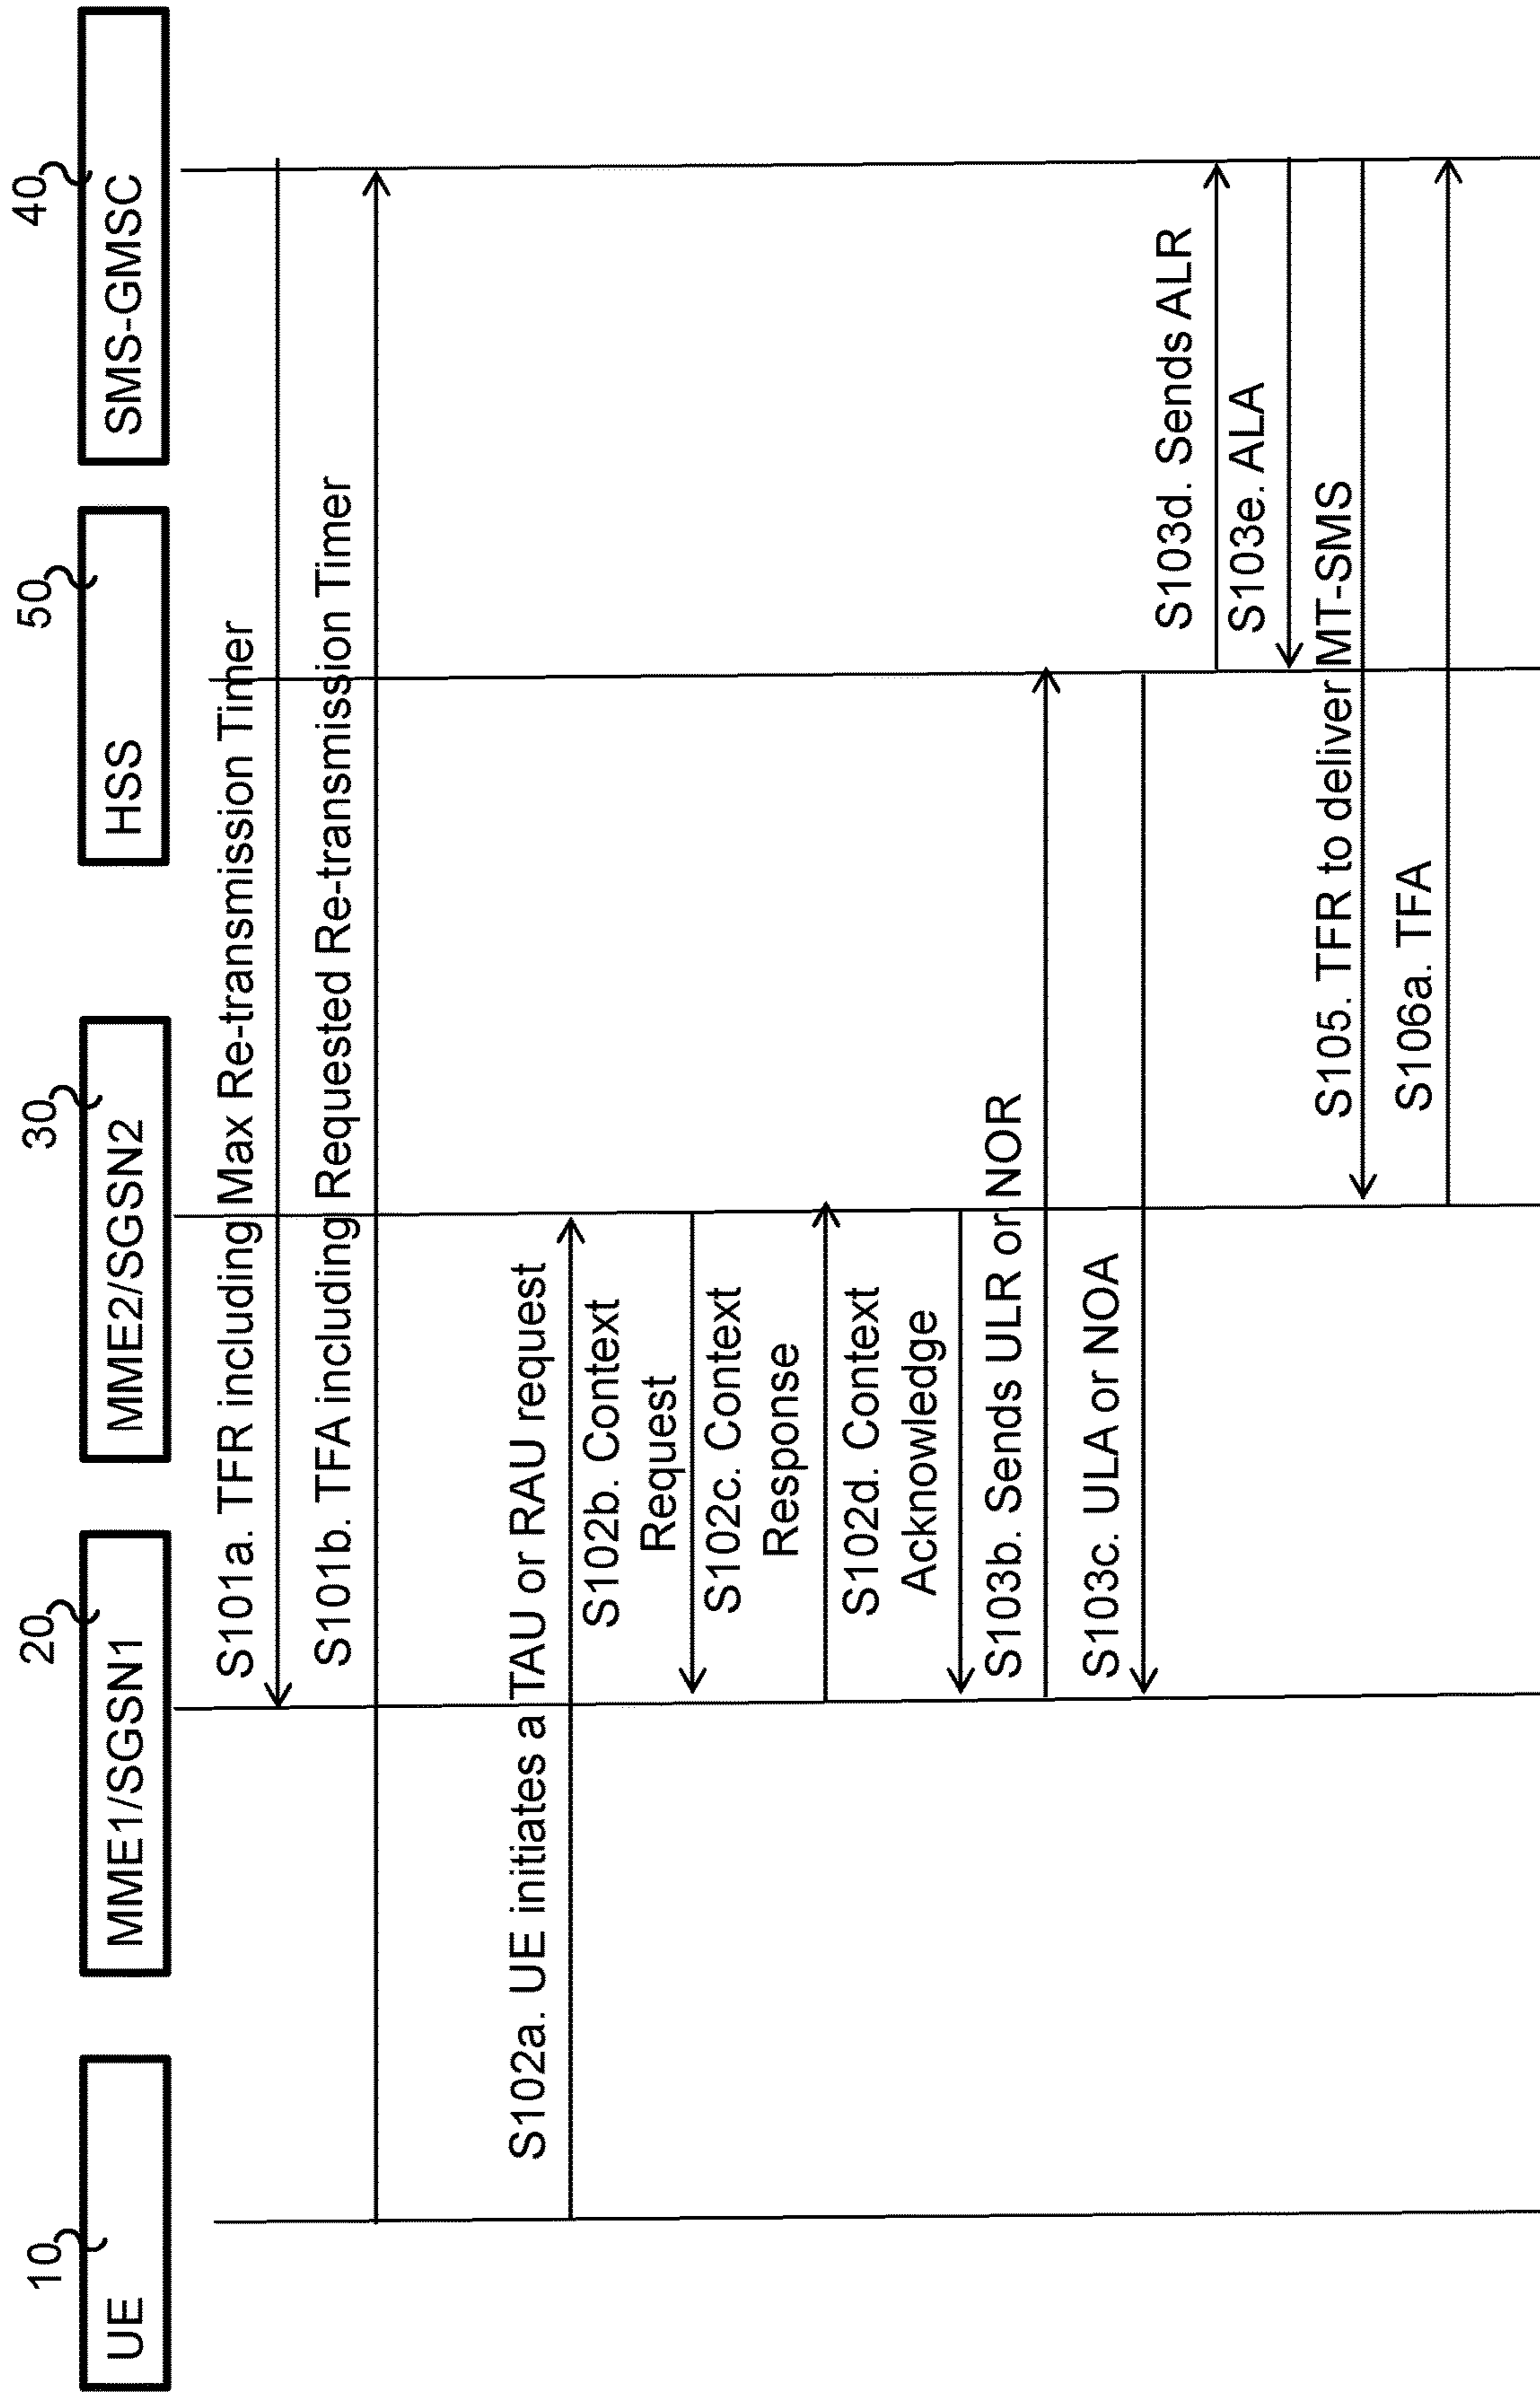 10
20
30
50
40
UE
MME1/SGSN1
MME2/SGSN2
HSS
SMS-GMSC
S101a. TFR including Max Re-transmission Timer
S101b. TFA including Requested Re-transmission Timer
S102a. UE initiates a TAU or RAU request
S102b. Context
Request
S102c. Context
Response
S102d. Context
Acknowledge
S103b. Sends ULR or NOR
S103c. ULA or NOA
S103d. Sends ALR
S103e. ALA
S105. TFR to deliver MT-SMS
S106a. TFA